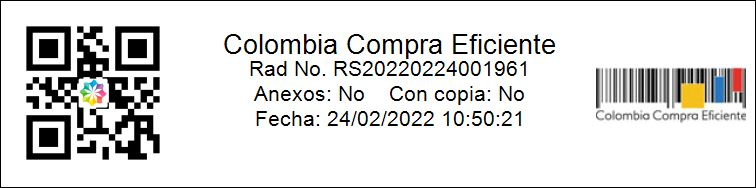 Colombia Compra Eficiente
Rad No. RS20220224001961
Anexos: No    Con copia: No
Fecha: 24/02/2022 10:50:21
Colombia Compra Eficiente